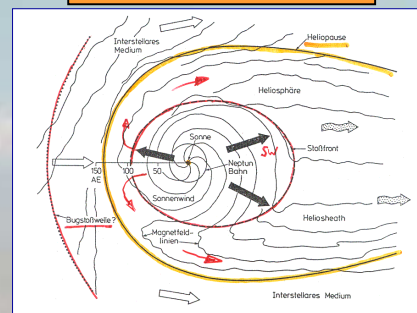 Interstellares
Medium
Heliopause
Heliosphäre
Sonne
SW
Stoßfront
150
AE
100
50
Neptun
Bahn
Sonnenwind
Bugstoßwelle?
Magnetfeld-
linien
Heliosheath
Interstellares Medium